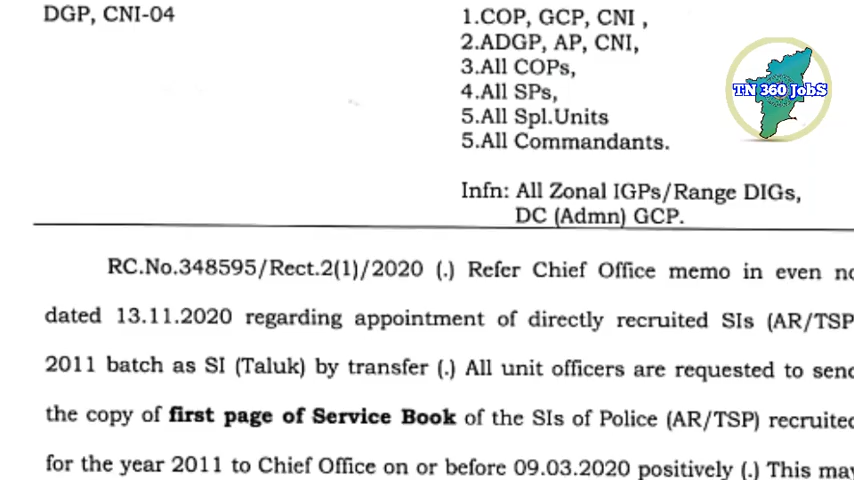 DGP, CNI-04
1.COP, GCP, CNI ,
2.ADGP, AP, CNI,
3.All COPs,
4.All SPs,
5.All Spl.Units
5.All Commandants.
TN 360 JobS
Infn: All Zonal IGPs/Range DIGs,
DC (Admn) GCP.
RC.No.348595/Rect.2(1)/2020 (.) Refer Chief Office memo in even no
dated 13.11.2020 regarding appointment of directly recruited SIs (AR/TSP
2011 batch as SI (Taluk) by transfer (.) All unit officers are requested to send
the copy of first page of Service Book of the SIs of Police (AR/TSP) recruited
for the year 2011 to Chief Office on or before 09.03.2020 positively (.) This may